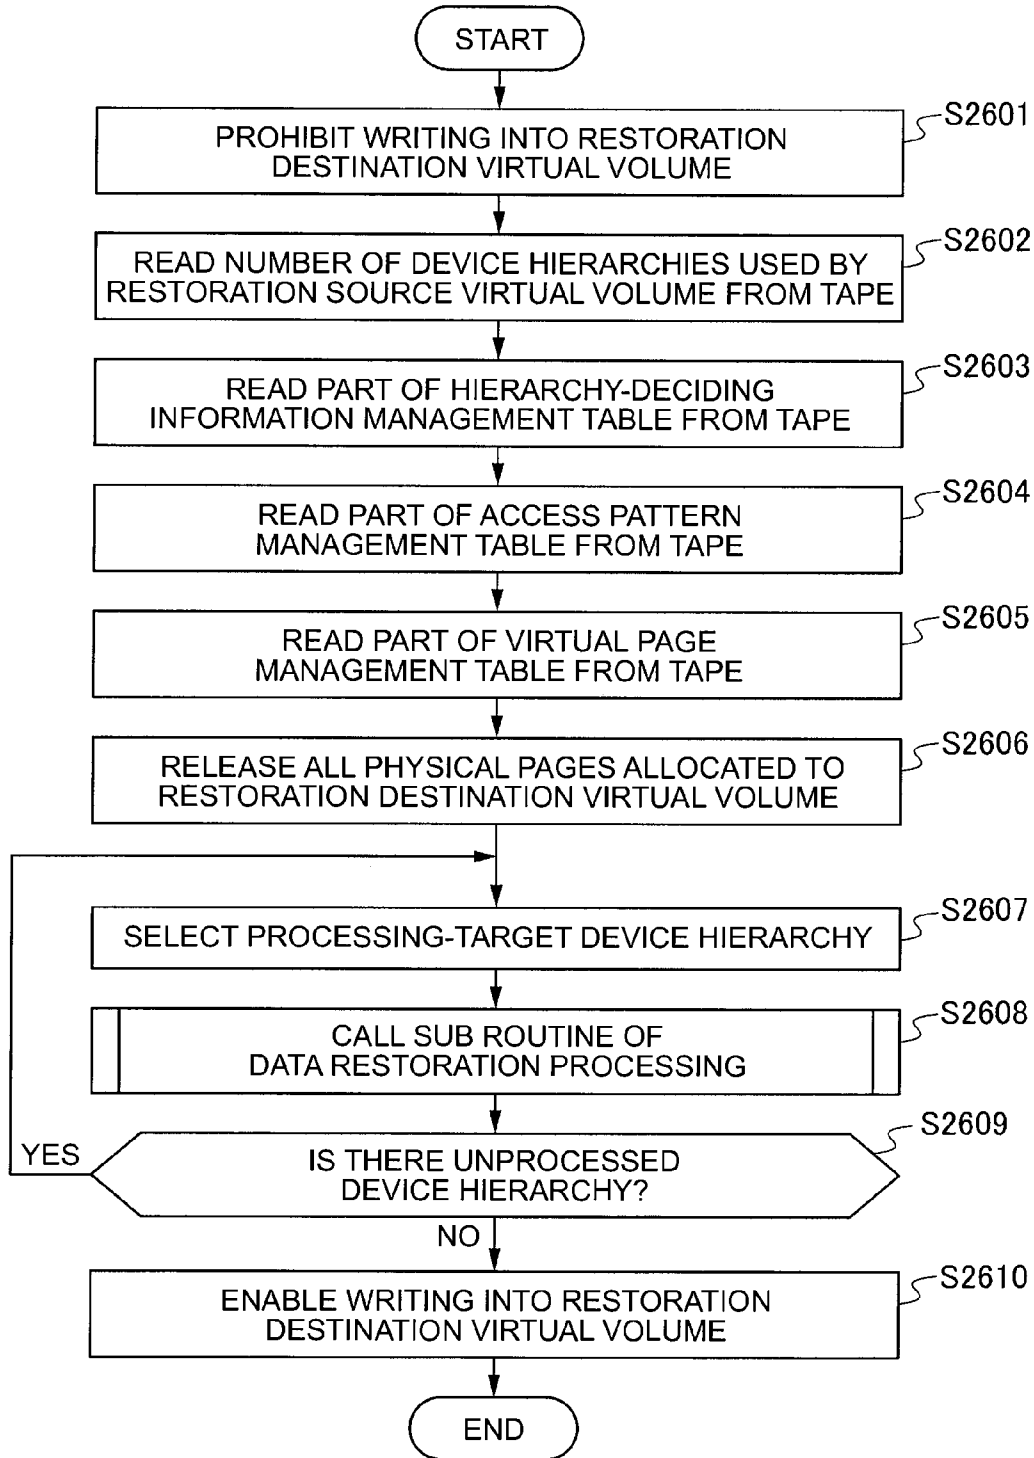 START
S2601
PROHIBIT WRITING INTO RESTORATION
DESTINATION VIRTUAL VOLUME
S2602
READ NUMBER OF DEVICE HIERARCHIES USED BY
RESTORATION SOURCE VIRTUAL VOLUME FROM TAPE
S2603
READ PART OF HIERARCHY-DECIDING
INFORMATION MANAGEMENT TABLE FROM TAPE
S2604
READ PART OF ACCESS PATTERN
MANAGEMENT TABLE FROM TAPE
S2605
READ PART OF VIRTUAL PAGE
MANAGEMENT TABLE FROM TAPE
S2606
RELEASE ALL PHYSICAL PAGES ALLOCATED TO
RESTORATION DESTINATION VIRTUAL VOLUME
S2607
SELECT PROCESSING-TARGET DEVICE HIERARCHY
S2608
CALL SUB ROUTINE OF
DATA RESTORATION PROCESSING
S2609
YES
IS THERE UNPROCESSED
DEVICE HIERARCHY?
NO
S2610
ENABLE WRITING INTO RESTORATION
DESTINATION VIRTUAL VOLUME
END